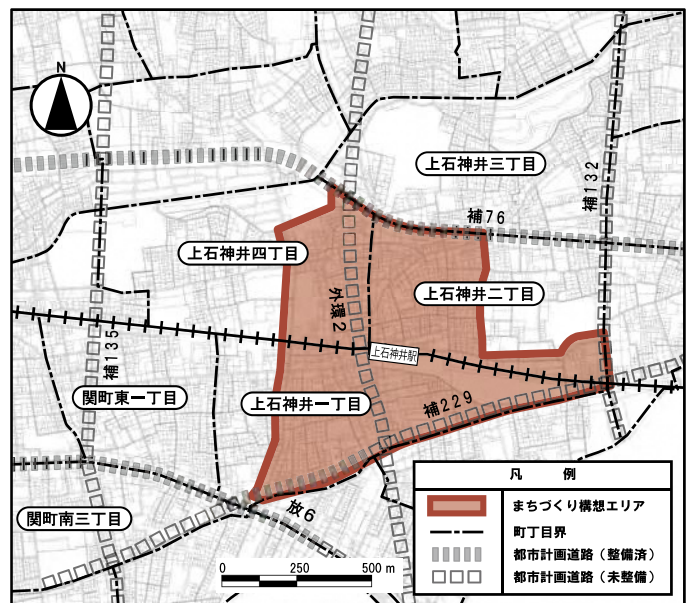 N
上石神井三丁目
補132
補76
上石神井四丁目
上石神井二丁目
外環2
上石神井駅
補135
関町東一丁目
上石神井一丁目
補229
関町南三丁目
放6
0 250 500 m
凡 例
まちづくり構想エリア
町丁目界
都市計画道路（整備済）
都市計画道路（未整備）